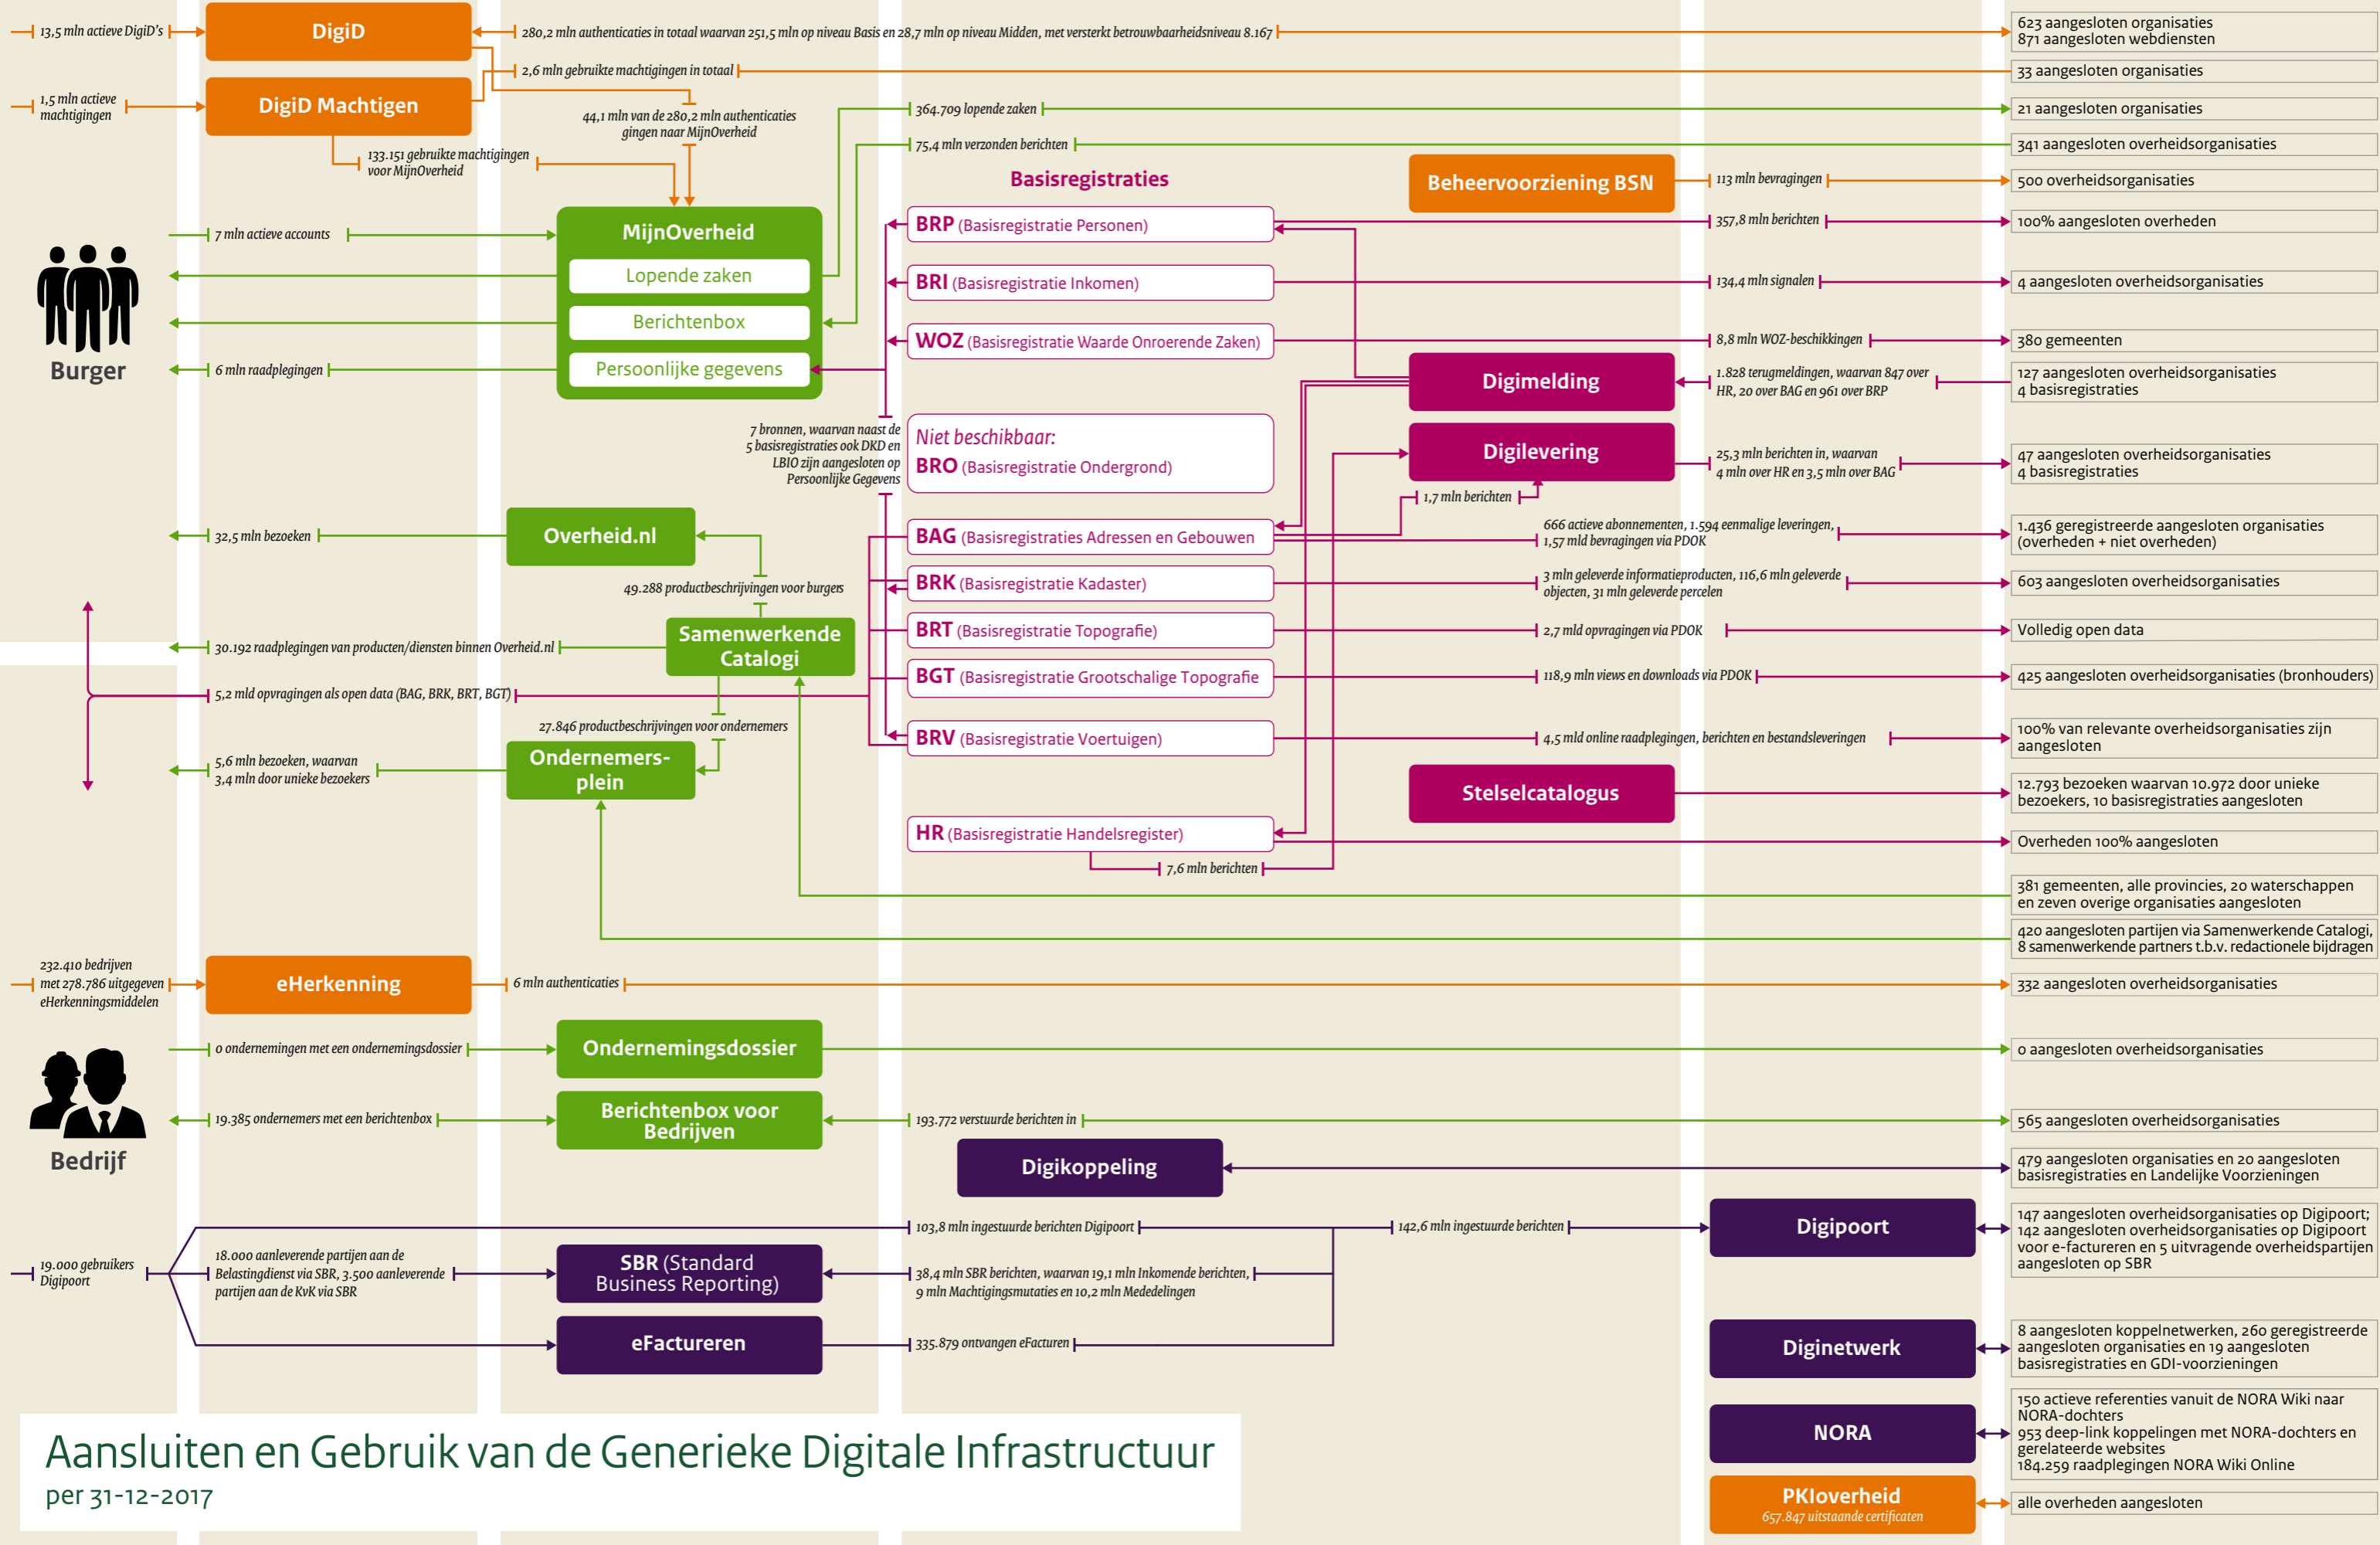 13,5 mln actieve DigiD's
DigiD
280,2 mln authenticaties in totaal waarvan 251,5 mln op niveau Basis en 28,7 mln op niveau Midden, met versterkt betrouwbaarheidsniveau 8.167
623 aangesloten organisaties
871 aangesloten webdiensten
2,6 mln gebruikte machtigingen in totaal
33 aangesloten organisaties
1,5 mln actieve
machtigingen
DigiD Machtigen
44,1 mln van de 280,2 mln authenticaties
gingen naar MijnOverheid
364.709 lopende zaken
21 aangesloten organisaties
133.151 gebruikte machtigingen
voor MijnOverheid
75,4 mln verzonden berichten
341 aangesloten overheidsorganisaties
Basisregistraties
Beheervoorziening BSN
113 mln bevragingen
500 overheidsorganisaties
7 mln actieve accounts
MijnOverheid
Lopende zaken
Berichtenbox
Persoonlijke gegevens
6 mln raadplegingen
Burger
BRP (Basisregistratie Personen)
357,8 mln berichten
100% aangesloten overheden
BRI (Basisregistratie Inkomen)
134,4 mln signalen
4 aangesloten overheidsorganisaties
WOZ (Basisregistratie Waarde Onroerende Zaken)
8,8 mln WOZ-beschikkingen
380 gemeenten
Digimelding
1.828 terugmeldingen, waarvan 847 over
HR, 20 over BAG en 961 over BRP
127 aangesloten overheidsorganisaties
4 basisregistraties
7 bronnen, waarvan naast de
5 basisregistraties ook DKD en
LBIO zijn aangesloten op
Persoonlijke Gegevens
Niet beschikbaar:
BRO (Basisregistratie Ondergrond)
Digilevering
25,3 mln berichten in, waarvan
4 mln over HR en 3,5 mln over BAG
47 aangesloten overheidsorganisaties
4 basisregistraties
1,7 mln berichten
32,5 mln bezoeken
Overheid.nl
BAG (Basisregistraties Adressen en Gebouwen
666 actieve abonnementen, 1.594 eenmalige leveringen,
1,57 mld bevragingen via PDOK
1.436 geregistreerde aangesloten organisaties
(overheden + niet overheden)
49.288 productbeschrijvingen voor burgers
BRK (Basisregistratie Kadaster)
3 mln geleverde informatieproducten, 116,6 mln geleverde
objecten, 31 mln geleverde percelen
603 aangesloten overheidsorganisaties
30.192 raadplegingen van producten/diensten binnen Overheid.nl
Samenwerkende
Catalogi
BRT (Basisregistratie Topografie)
2,7 mld opvragingen via PDOK
Volledig open data
5,2 mld opvragingen als open data (BAG, BRK, BRT, BGT)
BGT (Basisregistratie Grootschalige Topografie
118,9 mln views en downloads via PDOK
425 aangesloten overheidsorganisaties (bronhouders)
27.846 productbeschrijvingen voor ondernemers
BRV (Basisregistratie Voertuigen)
4,5 mld online raadplegingen, berichten en bestandsleveringen
100% van relevante overheidsorganisaties zijn
aangesloten
5,6 mln bezoeken, waarvan
3,4 mln door unieke bezoekers
Ondernemers-
plein
Stelselcatalogus
12.793 bezoeken waarvan 10.972 door unieke
bezoekers, 10 basisregistraties aangesloten
HR (Basisregistratie Handelsregister)
Overheden 100% aangesloten
7,6 mln berichten
381 gemeenten, alle provincies, 20 waterschappen
en zeven overige organisaties aangesloten
420 aangesloten partijen via Samenwerkende Catalogi,
8 samenwerkende partners t.b.v. redactionele bijdragen
232.410 bedrijven
met 278.786 uitgegeven
eHerkenningsmiddelen
eHerkenning
6 mln authenticaties
332 aangesloten overheidsorganisaties
0 ondernemingen met een ondernemingsdossier
Ondernemingsdossier
0 aangesloten overheidsorganisaties
19.385 ondernemers met een berichtenbox
Berichtenbox voor
Bedrijven
193.772 verstuurde berichten in
565 aangesloten overheidsorganisaties
Bedrijf
Digikoppeling
479 aangesloten organisaties en 20 aangesloten
basisregistraties en Landelijke Voorzieningen
103,8 mln ingestuurde berichten Digipoort
142,6 mln ingestuurde berichten
Digipoort
147 aangesloten overheidsorganisaties op Digipoort;
142 aangesloten overheidsorganisaties op Digipoort
voor e-factureren en 5 uitvragende overheidspartijen
aangesloten op SBR
19.000 gebruikers
Digipoort
18.000 aanleverende partijen aan de
Belastingdienst via SBR, 3.500 aanleverende
partijen aan de KvK via SBR
SBR (Standard
Business Reporting)
38,4 mln SBR berichten, waarvan 19,1 mln Inkomende berichten,
9 mln Machtigingsmutaties en 10,2 mln Mededelingen
eFactureren
335.879 ontvangen eFacturen
Diginetwerk
8 aangesloten koppelnetwerken, 260 geregistreerde
aangesloten organisaties en 19 aangesloten
basisregistraties en GDI-voorzieningen
NORA
150 actieve referenties vanuit de NORA Wiki naar
NORA-dochters
953 deep-link koppelingen met NORA-dochters en
gerelateerde websites
184.259 raadplegingen NORA Wiki Online
PKIoverheid
657.847 uitstaande certificaten
alle overheden aangesloten
Aansluiten en Gebruik van de Generieke Digitale Infrastructuur
per 31-12-2017